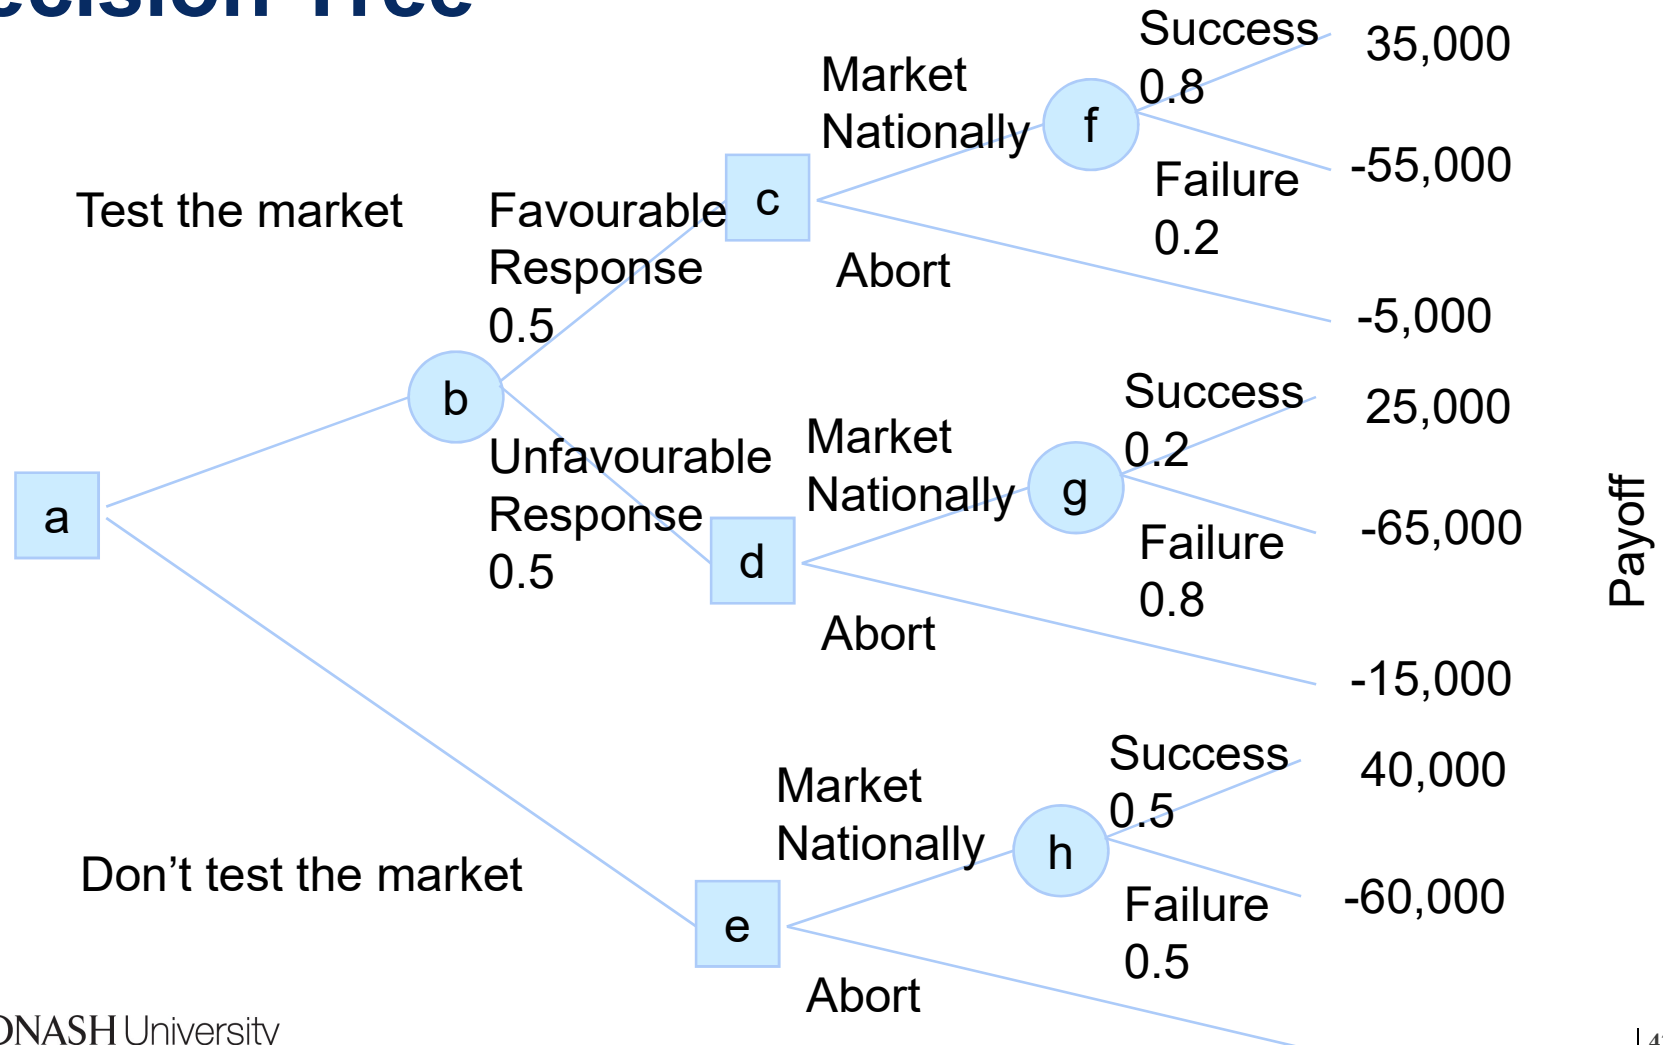 Success
35,000
Market
0.8
Nationally
f
-55,000
Failure
0.2
Test the market
Favourable
c
Response
0.5
Abort
-5,000
b
Success
25,000
Market
0.2
Nationally
g
Unfavourable
Response
0.5
d
-65,000
Failure
0.8
a
Abort
-15,000
Payoff
Success
40,000
Market
0.5
Nationally
h
-60,000
Failure
0.5
Don't test the market
e
Abort
University